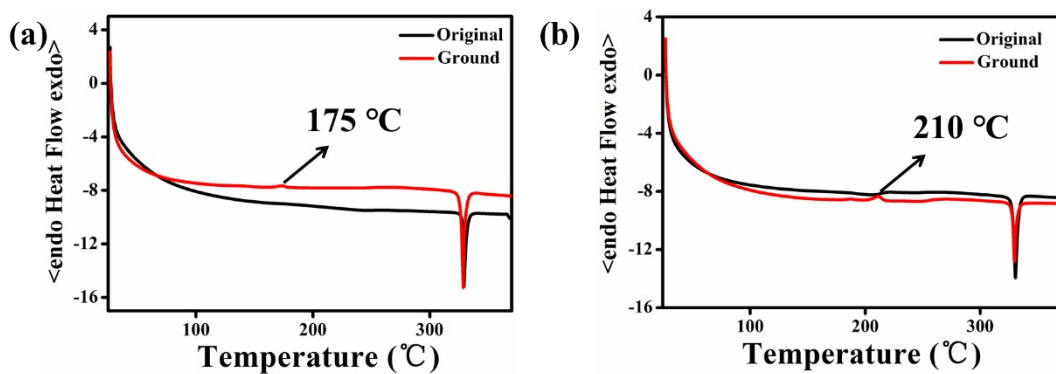 (a)
<endo Heat Flow exdo>
4
0
-4
-8
-12
-16
Original
Ground
175 ℃
100
200
300
Temperature (℃)
(b)
<endo Heat Flow exdo>
4
0
-4
-8
-12
-16
Original
Ground
210 ℃
100
200
300
Temperature (℃)